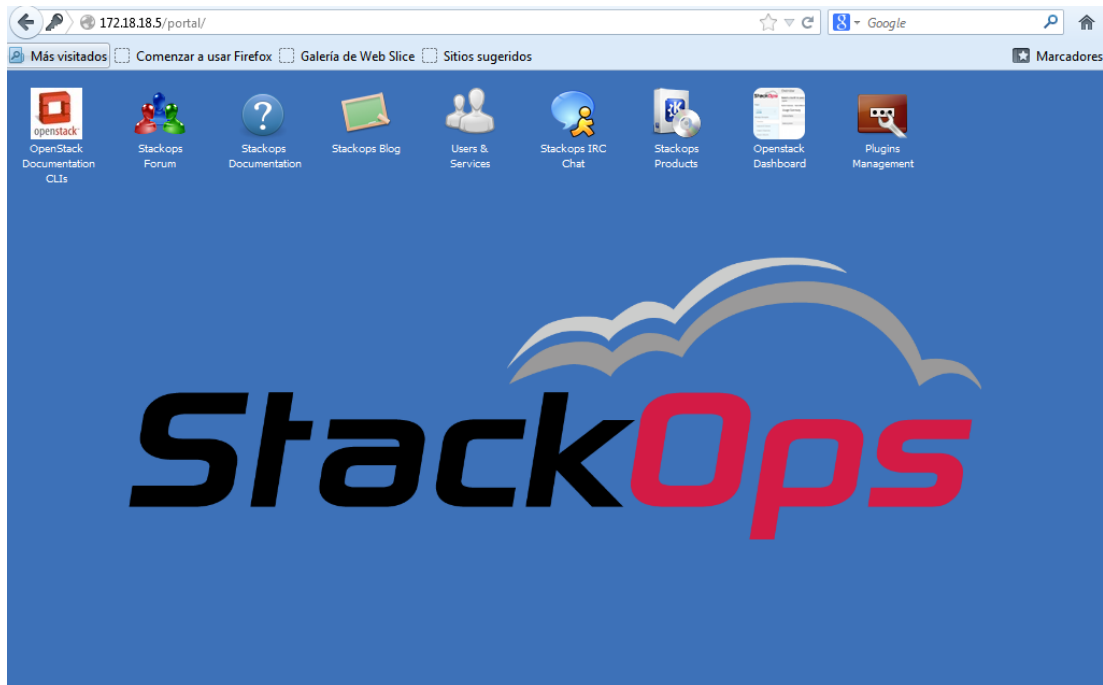 172.18.18.5/portal/
Google
Más visitados
Comenzar a usar Firefox
Galería de Web Slice
Sitios sugeridos
Marcadores
openstack
OpenStack
Documentation
CLIs
Stackops
Forum
Stackops
Documentation
Stackops Blog
Users &
Services
Stackops IRC
Chat
Stackops
Products
Openstack
Dashboard
Plugins
Management
StackOps